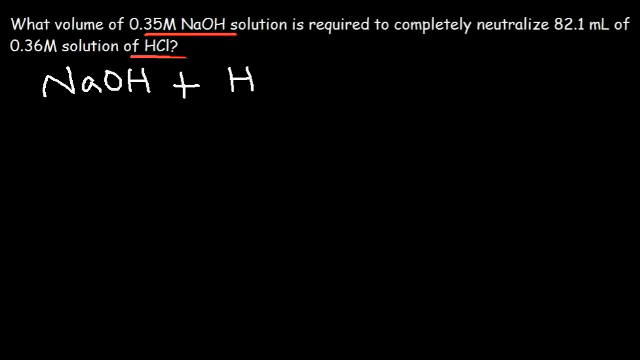 What volume of 0.35M NaOH solution is required to completely neutralize 82.1 mL of
0.36M solution of HCl?
NaOH + H